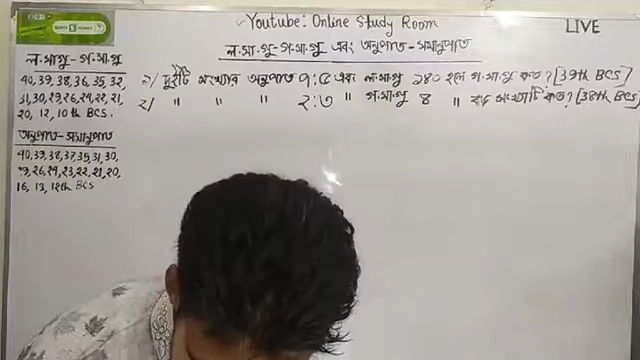 Youtube: Online Study Room
LIVE
ল.সা.গু-গ.সা.গু এবং অনুপাত-সমানুপাত
ল.সা.গু-গ.সা.গু
40, 39, 38, 36, 35, 32,
31, 30, 29, 26, 24, 22, 21,
20, 12, 10th BCS.
অনুপাত-সমানুপাত
40, 39, 38, 37, 35, 31, 30,
29, 26, 24, 23, 22, 21, 20,
16, 13, 12th BCS
১/ দুইটি সংখ্যার অনুপাত ৭:৫ এবং ল.সা.গু ১৪০ হলে গ.সা.গু কত? [39th BCS]
২/ " " " ২:৩ " গ.সা.গু ৪ " বড় সংখ্যাটি কত? [38th BCS]